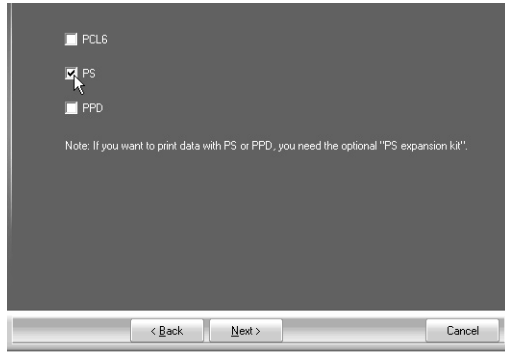 PCL6
PS
PPD
Note: If you want to print data with PS or PPD, you need the optional "PS expansion kit".
< Back
Next >
Cancel